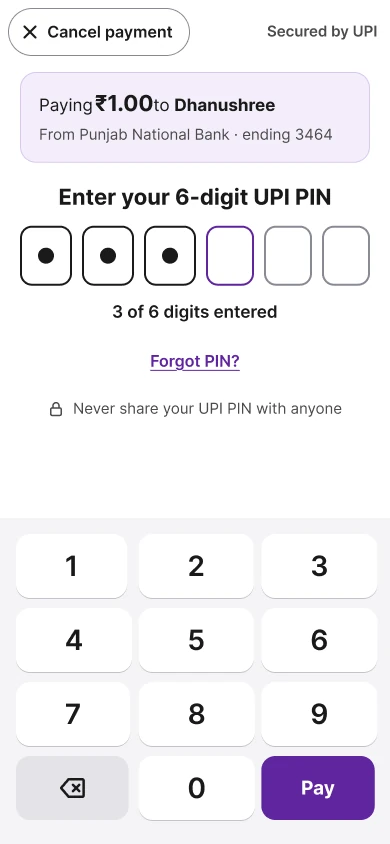 Cancel payment
Secured by UPI
Paying ₹1.00 to Dhanushree
From Punjab National Bank · ending 3464
Enter your 6-digit UPI PIN
3 of 6 digits entered
Forgot PIN?
Never share your UPI PIN with anyone
1 2 3
4 5 6
7 8 9
0 Pay